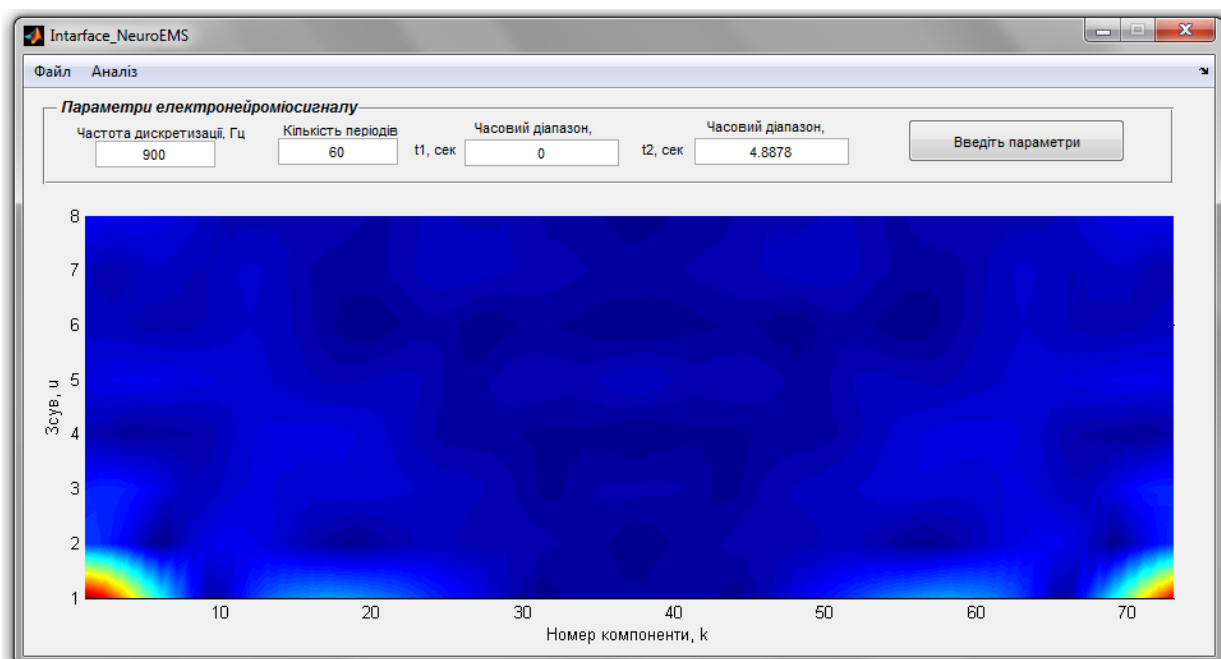 Intarface_NeuroEMS
Файл Аналіз
Параметри електронейроміосигналу
Частота дискретизації, Гц
900
Кількість періодів
60
Часовий діапазон,
t1, сек
0
Часовий діапазон,
t2, сек
4.8878
Введіть параметри
8
7
6
5
4
3
2
1
Зсув, u
10 20 30 40 50 60 70
Номер компоненти, k